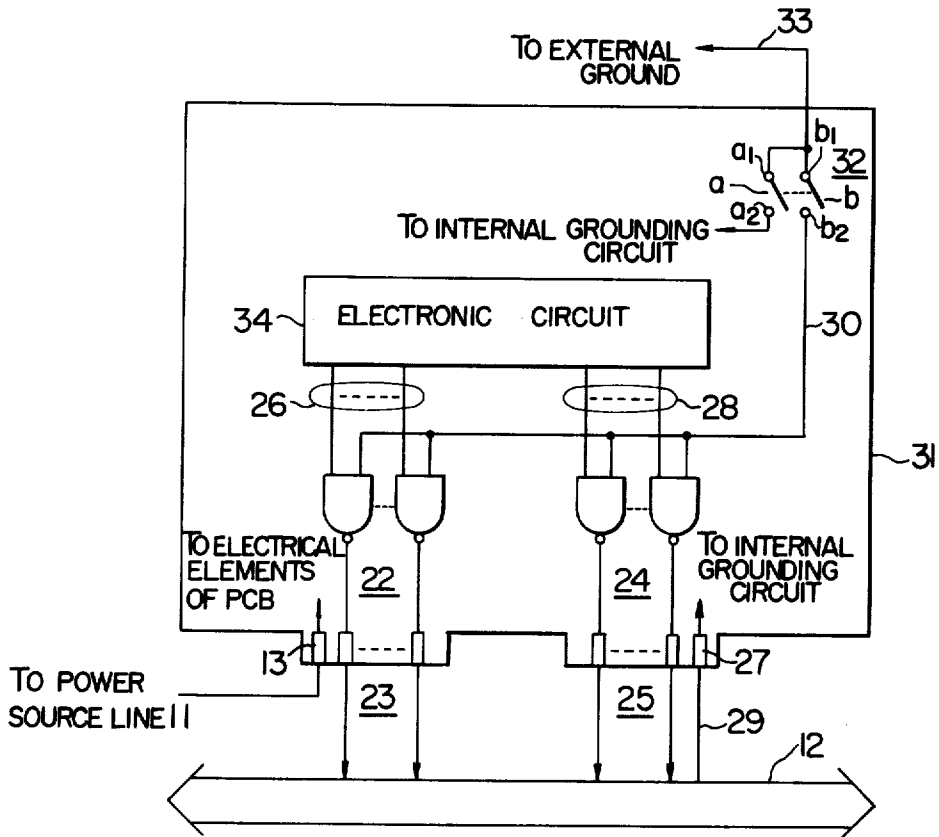 33
TO EXTERNAL
GROUND
a1
b1
32
a
b
a2
b2
TO INTERNAL GROUNDING
CIRCUIT
34
ELECTRONIC CIRCUIT
30
26
28
31
TO ELECTRICAL
ELEMENTS
OF PCB
22
24
TO INTERNAL
GROUNDING
CIRCUIT
13
27
TO POWER
SOURCE LINE 11
23
25
29
12